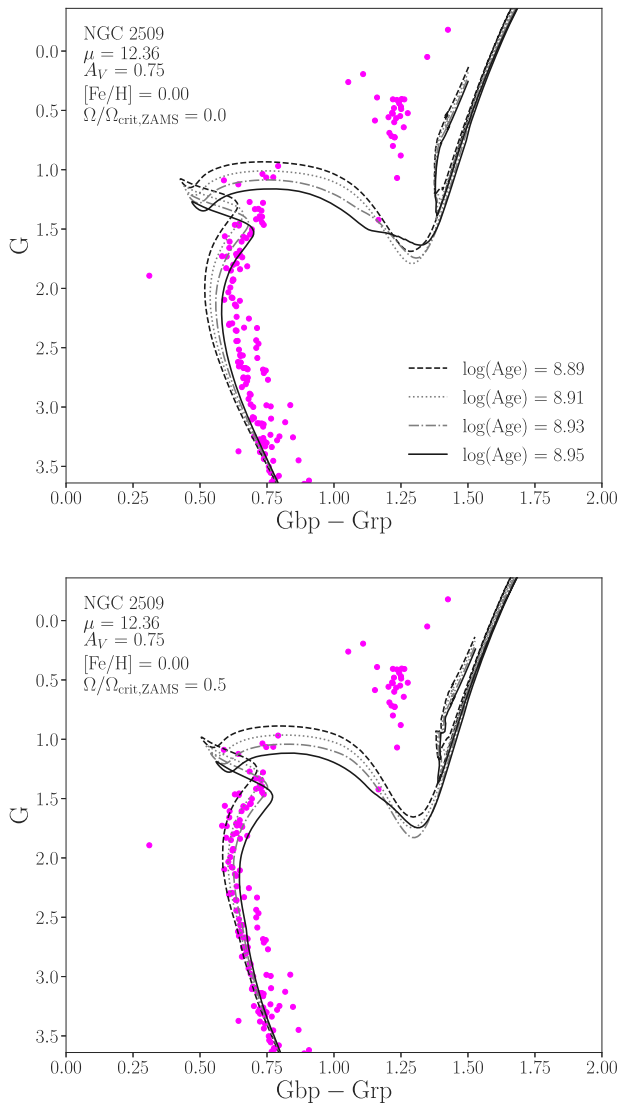 NGC 2509
μ = 12.36
A_V = 0.75
[Fe/H] = 0.00
Ω/Ω_crit,ZAMS = 0.0
0.0
0.5
1.0
1.5
2.0
2.5
3.0
3.5
G
log(Age) = 8.89
log(Age) = 8.91
log(Age) = 8.93
log(Age) = 8.95
0.00 0.25 0.50 0.75 1.00 1.25 1.50 1.75 2.00
Gbp − Grp
NGC 2509
μ = 12.36
A_V = 0.75
[Fe/H] = 0.00
Ω/Ω_crit,ZAMS = 0.5
0.0
0.5
1.0
1.5
2.0
2.5
3.0
3.5
G
0.00 0.25 0.50 0.75 1.00 1.25 1.50 1.75 2.00
Gbp − Grp